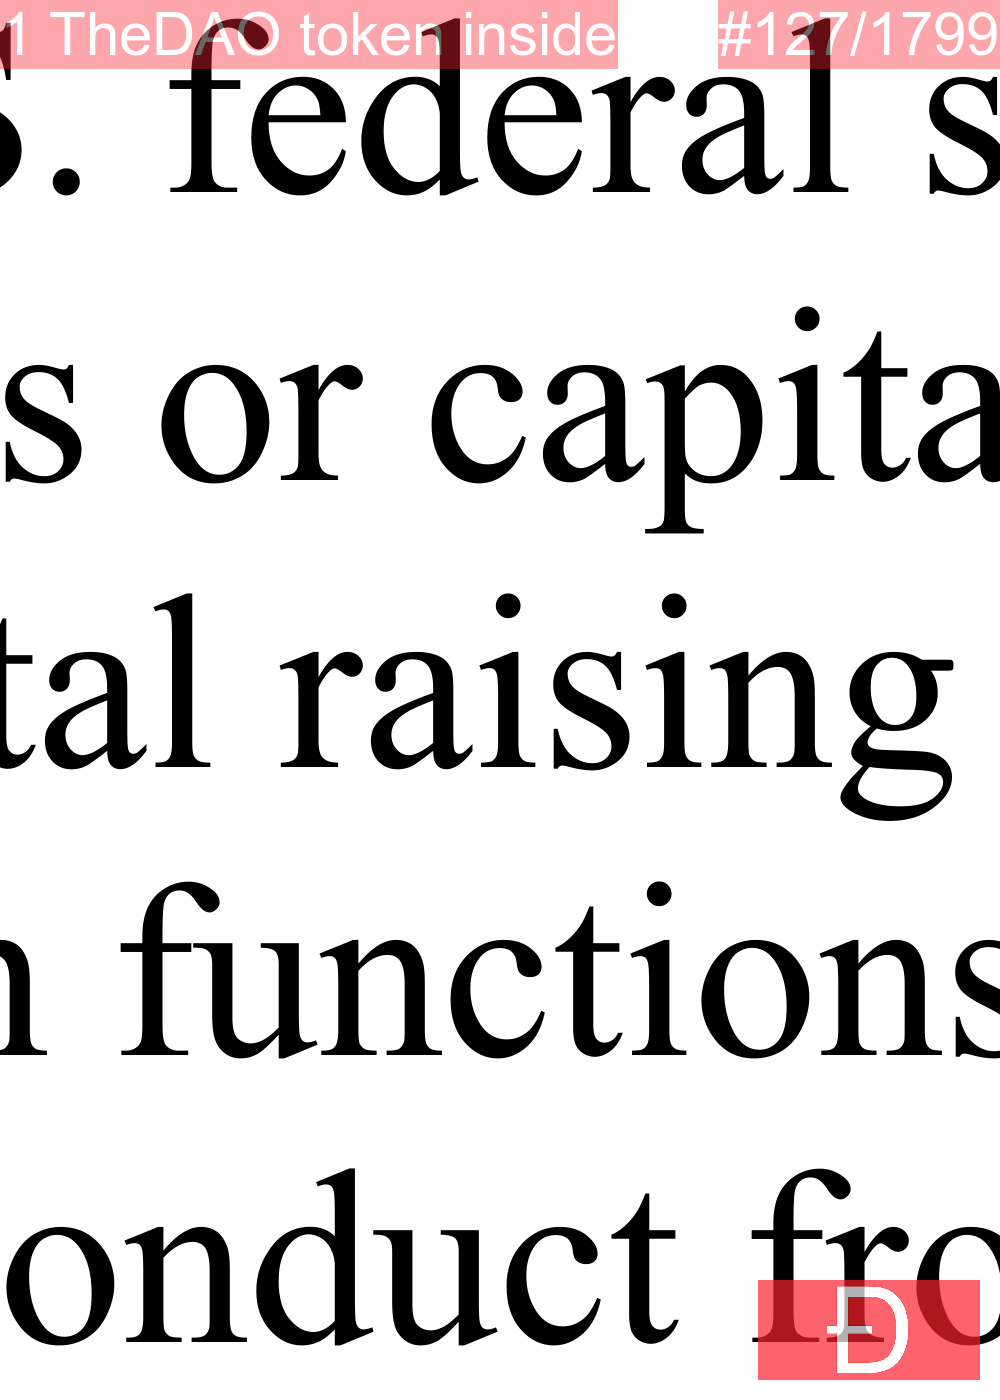 1 TheDAO token inside #127/1799
S. federal s
s or capita
tal raising
n functions
onduct fro
Đ